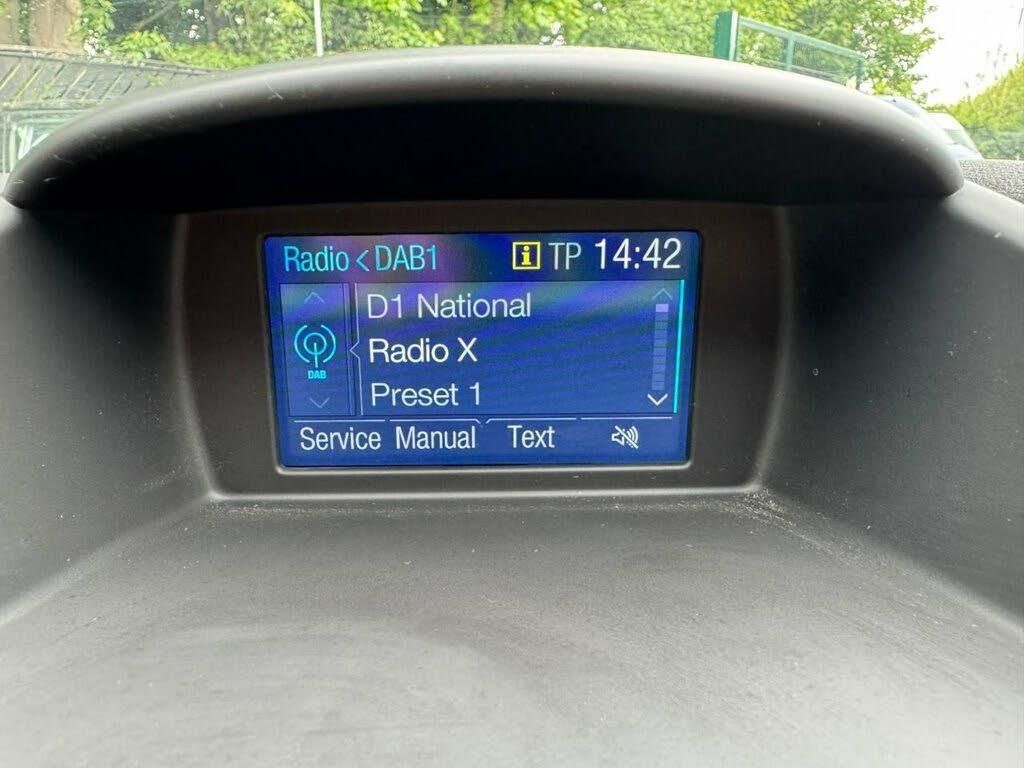 Radio < DAB1 i TP 14:42
D1 National
Radio X
DAB
Preset 1
Service Manual Text